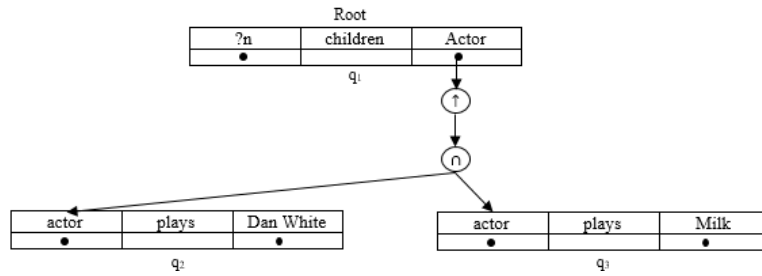 Root
?n children Actor
q₁
↑
∩
actor plays Dan White
actor plays Milk
q₂
q₃